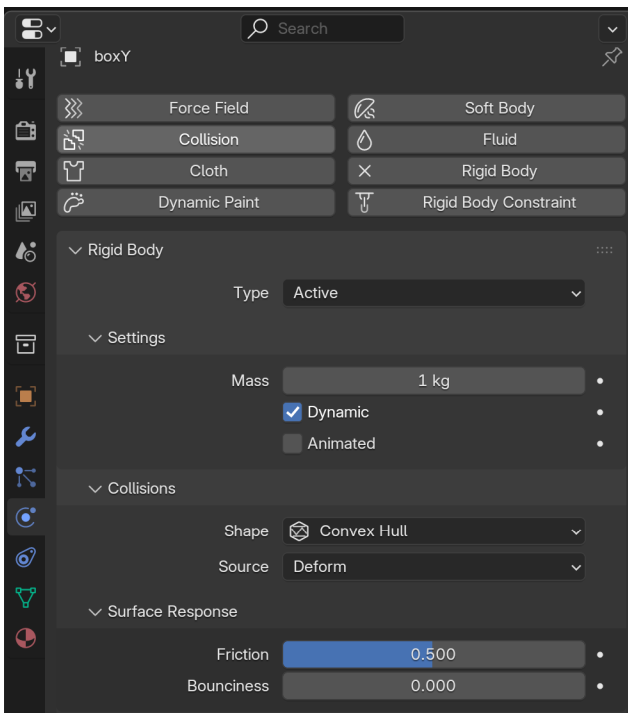 Search
boxY
Force Field Soft Body
Collision Fluid
Cloth Rigid Body
Dynamic Paint Rigid Body Constraint
Rigid Body
Type Active
Settings
Mass 1 kg
Dynamic
Animated
Collisions
Shape Convex Hull
Source Deform
Surface Response
Friction 0.500
Bounciness 0.000